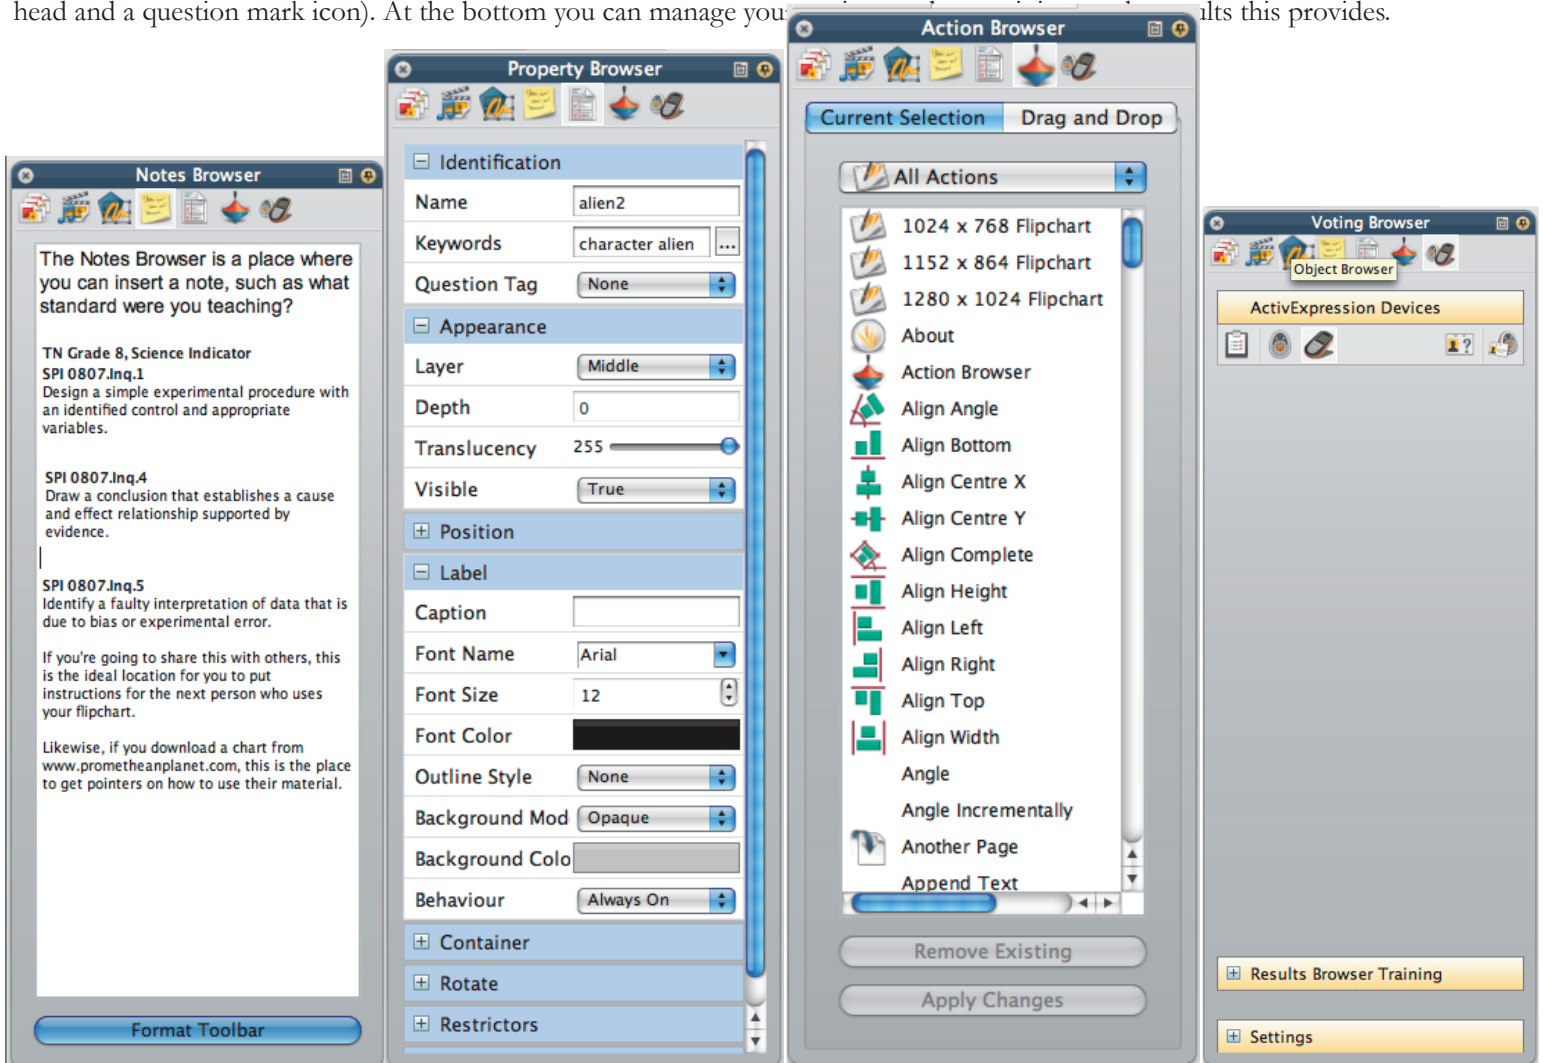 head and a question mark icon). At the bottom you can manage your
this provides.
Notes Browser
The Notes Browser is a place where
you can insert a note, such as what
standard were you teaching?
TN Grade 8, Science Indicator
SPI 0807.Inq.1
Design a simple experimental procedure with
an identified control and appropriate
variables.
SPI 0807.Inq.4
Draw a conclusion that establishes a cause
and effect relationship supported by
evidence.
SPI 0807.Inq.5
Identify a faulty interpretation of data that is
due to bias or experimental error.
If you're going to share this with others, this
is the ideal location for you to put
instructions for the next person who uses
your flipchart.
Likewise, if you download a chart from
www.prometheanplanet.com, this is the place
to get pointers on how to use their material.
Format Toolbar
Property Browser
Identification
Name alien2
Keywords character alien ...
Question Tag None
Appearance
Layer Middle
Depth 0
Translucency 255
Visible True
Position
Label
Caption
Font Name Arial
Font Size 12
Font Color
Outline Style None
Background Mod Opaque
Background Colo
Behaviour Always On
Container
Rotate
Restrictors
Action Browser
Current Selection Drag and Drop
All Actions
1024 x 768 Flipchart
1152 x 864 Flipchart
1280 x 1024 Flipchart
About
Action Browser
Align Angle
Align Bottom
Align Centre X
Align Centre Y
Align Complete
Align Height
Align Left
Align Right
Align Top
Align Width
Angle
Angle Incrementally
Another Page
Append Text
Remove Existing
Apply Changes
Voting Browser
Object Browser
ActivExpression Devices
Results Browser Training
Settings